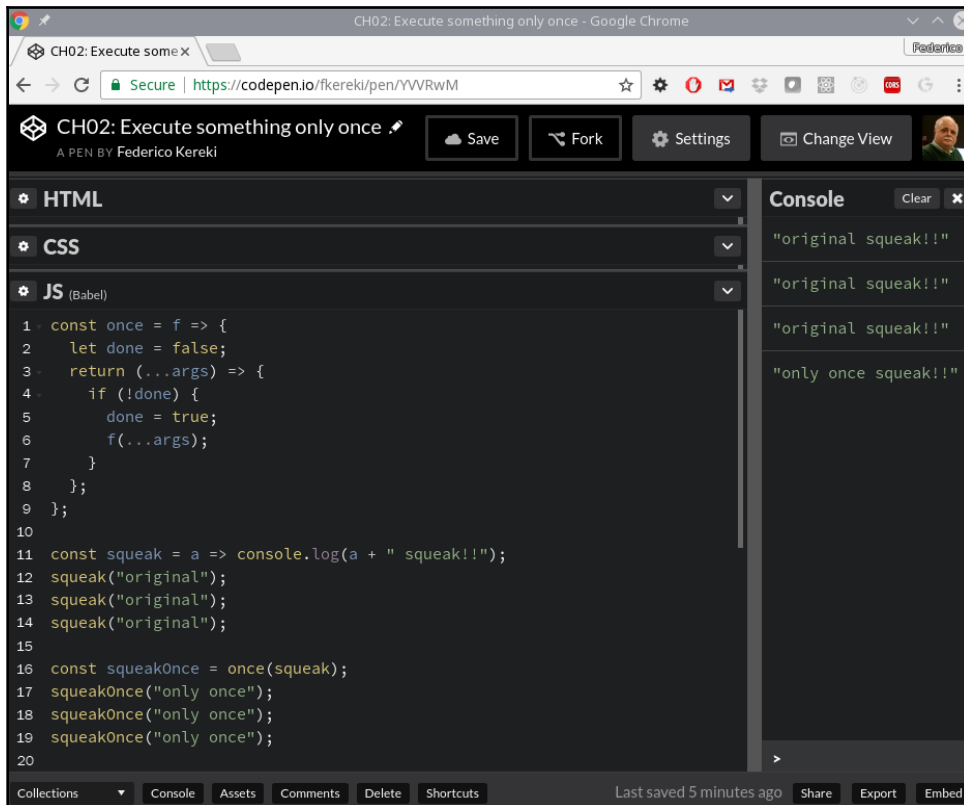 CH02: Execute something only once - Google Chrome
CH02: Execute some
Federico
Secure | https://codepen.io/fkereki/pen/YVVRwM
CORS
G
CH02: Execute something only once
A PEN BY Federico Kereki
Save
Fork
Settings
Change View
HTML
CSS
JS (Babel)
1 const once = f => {
2 let done = false;
3 return (...args) => {
4 if (!done) {
5 done = true;
6 f(...args);
7 }
8 };
9 };
10
11 const squeak = a => console.log(a + " squeak!!");
12 squeak("original");
13 squeak("original");
14 squeak("original");
15
16 const squeakOnce = once(squeak);
17 squeakOnce("only once");
18 squeakOnce("only once");
19 squeakOnce("only once");
20
Console Clear
"original squeak!!"
"original squeak!!"
"original squeak!!"
"only once squeak!!"
>
Collections Console Assets Comments Delete Shortcuts Last saved 5 minutes ago Share Export Embed